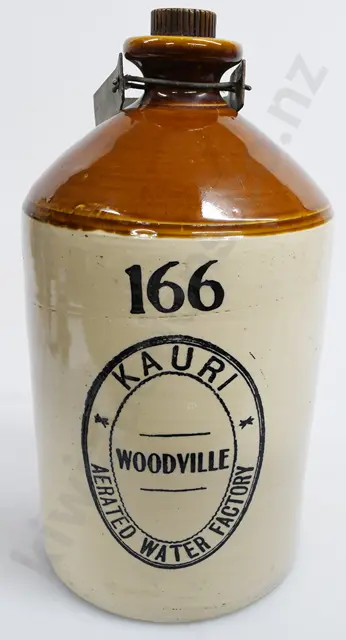 166
KAURI
WOODVILLE
AERATED WATER FACTORY